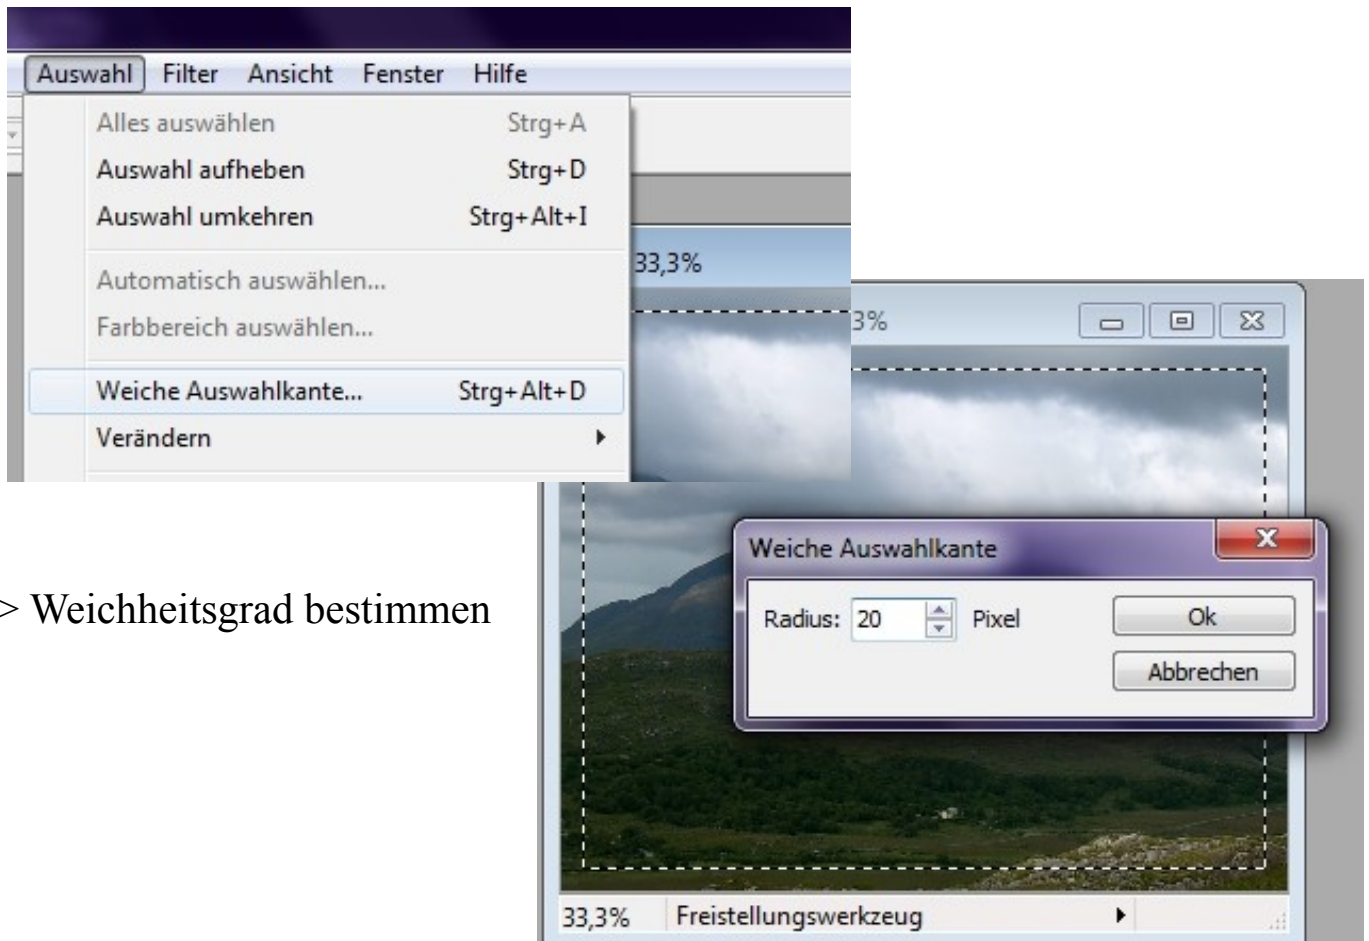 Auswahl Filter Ansicht Fenster Hilfe
Alles auswählen Strg+A
Auswahl aufheben Strg+D
Auswahl umkehren Strg+Alt+I
33,3%
Automatisch auswählen...
Farbbereich auswählen...
3%
Weiche Auswahlkante... Strg+Alt+D
Verändern
Weiche Auswahlkante
> Weichheitsgrad bestimmen
Radius: 20 Pixel Ok
Abbrechen
33,3% Freistellungswerkzeug